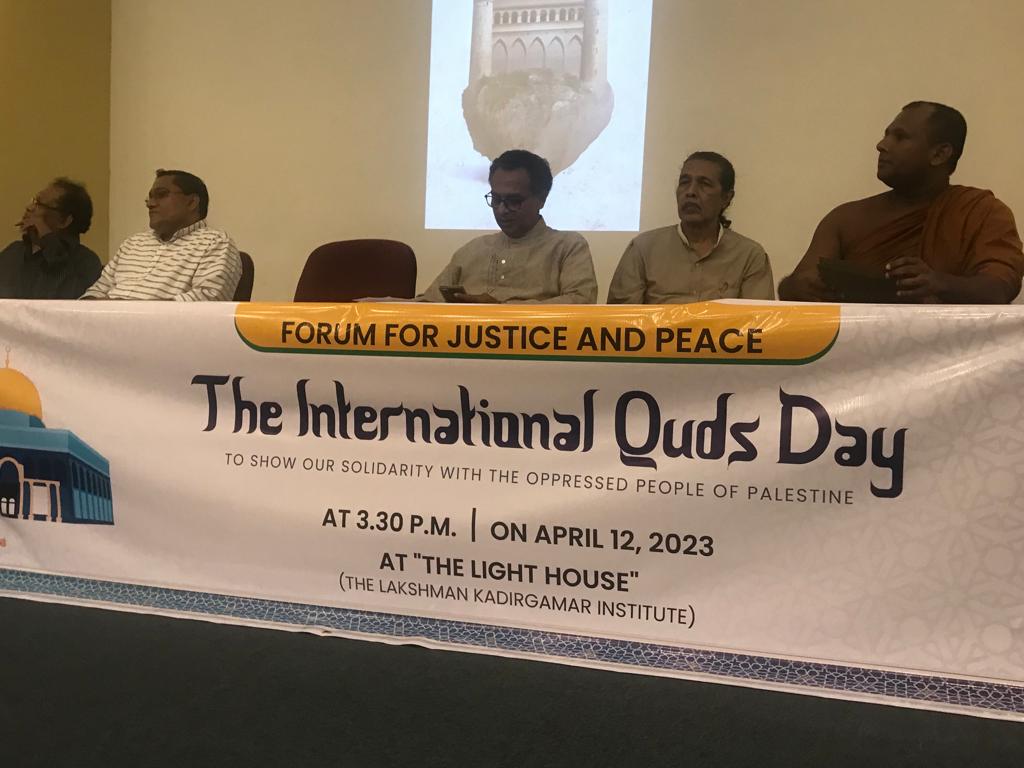 FORUM FOR JUSTICE AND PEACE
The International Quds Day
TO SHOW OUR SOLIDARITY WITH THE OPPRESSED PEOPLE OF PALESTINE
AT 3.30 P.M. | ON APRIL 12, 2023
AT "THE LIGHT HOUSE"
(THE LAKSHMAN KADIRGAMAR INSTITUTE)